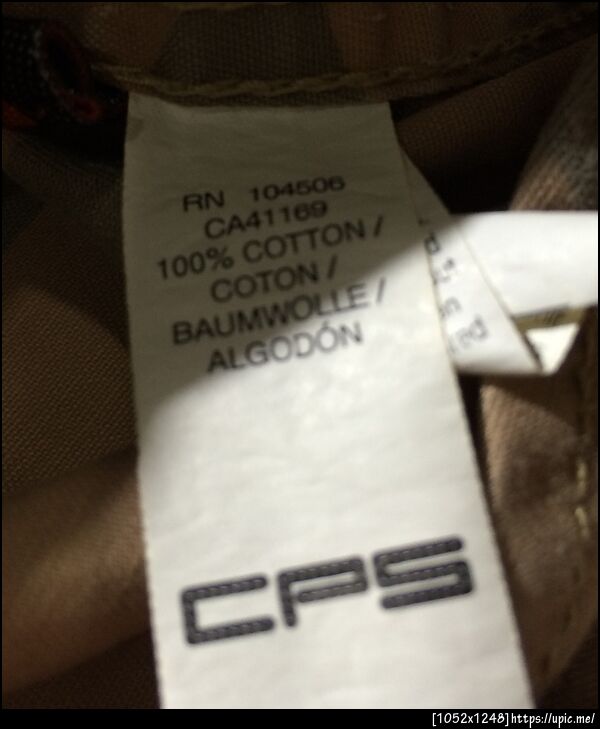 RN 104506
CA41169
100% COTTON /
COTON /
BAUMWOLLE /
ALGODÓN
CPS
[1052x1248]https://upic.me/